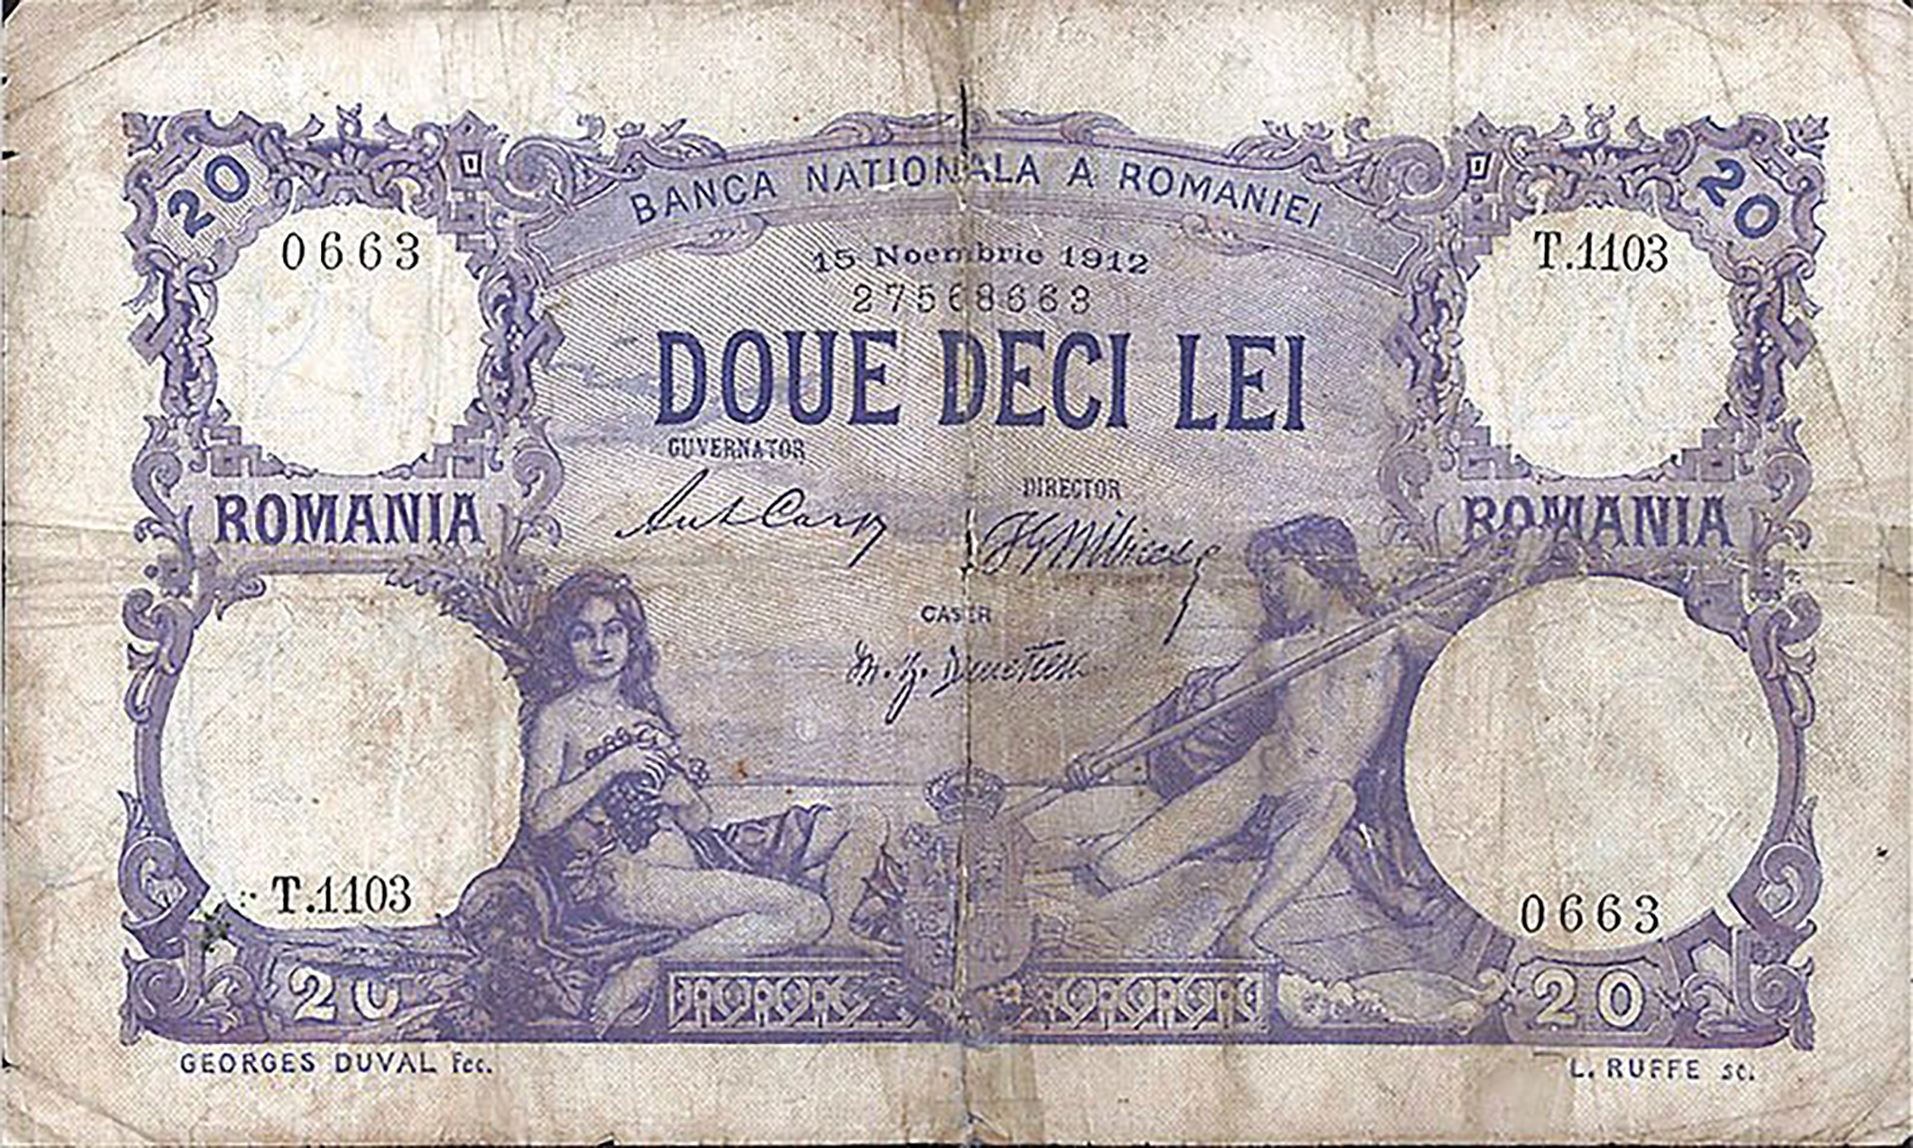 20
20
BANCA NATIONALA A ROMANIEI
0663
T.1103
15 Noembrie 1912
27568663
DOUE DECI LEI
GUVERNATOR
DIRECTOR
ROMANIA
ROMANIA
CASIER
T.1103
0663
20
20
GEORGES DUVAL Fec.
L. RUFFE sc.